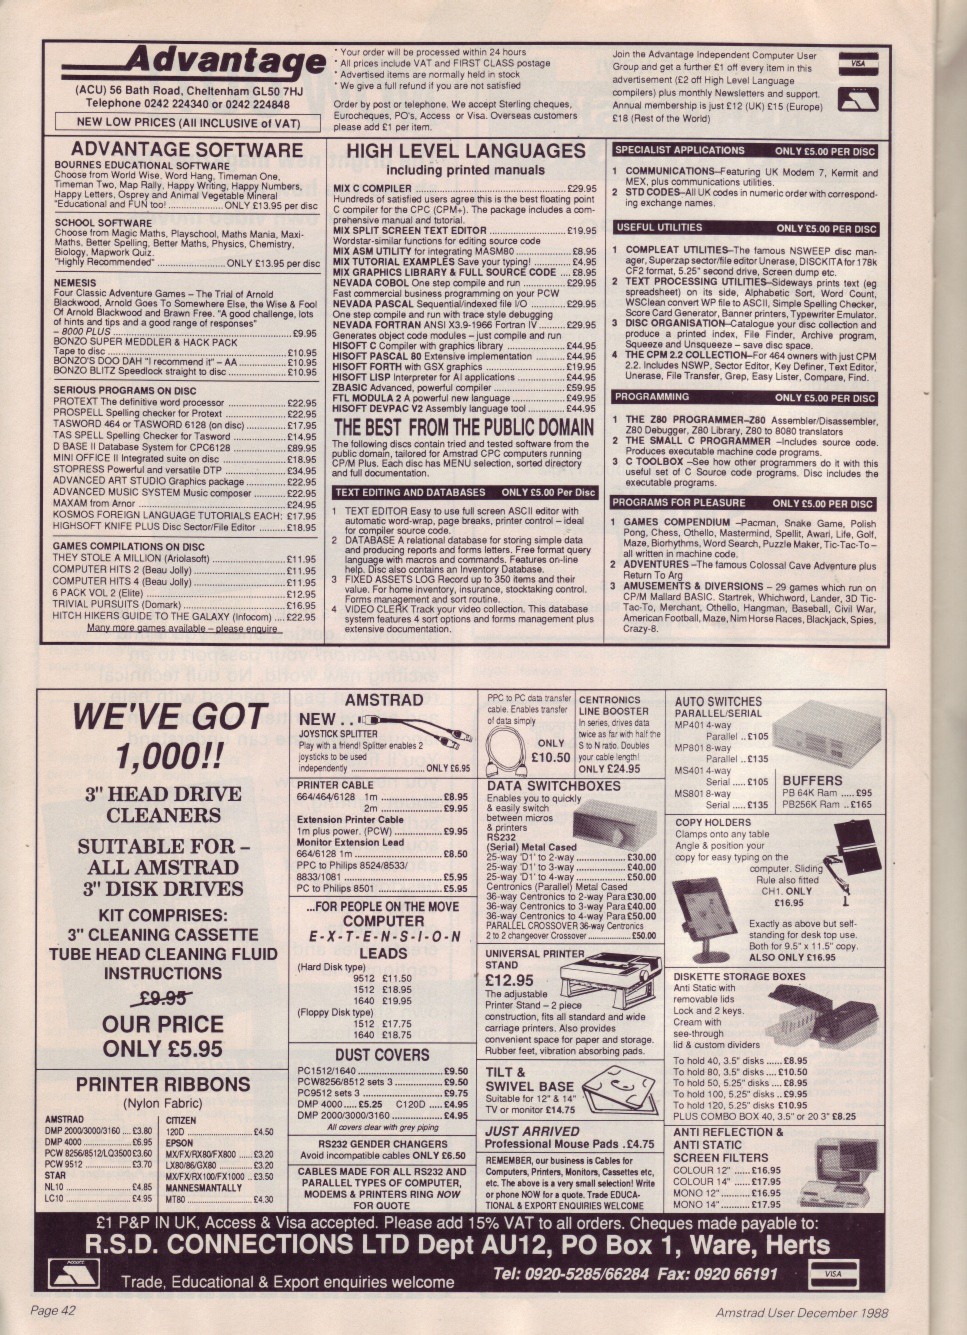 Advantage
(ACU) 56 Bath Road, Cheltenham GL50 7HJ
Telephone 0242 224340 or 0242 224848
NEW LOW PRICES (All INCLUSIVE of VAT)
* Your order will be processed within 24 hours
* All prices include VAT and FIRST CLASS postage
* Advertised items are normally held in stock
* We give a full refund if you are not satisfied
Order by post or telephone. We accept Sterling cheques,
Eurocheques, PO's, Access or Visa. Overseas customers
please add £1 per item.
Join the Advantage Independent Computer User
Group and get a further £1 off every item in this
advertisement (£2 off High Level Language
compilers) plus monthly Newsletters and support.
Annual membership is just £12 (UK) £15 (Europe)
£18 (Rest of the World)
VISA
ADVANTAGE SOFTWARE
BOURNES EDUCATIONAL SOFTWARE
Choose from World Wise, Word Hang, Timeman One,
Timeman Two, Map Rally, Happy Writing, Happy Numbers,
Happy Letters, Osprey and Animal Vegetable Mineral
"Educational and FUN too! ................ ONLY £13.95 per disc
SCHOOL SOFTWARE
Choose from Magic Maths, Playschool, Maths Mania, Maxi-
Maths, Better Spelling, Better Maths, Physics, Chemistry,
Biology, Mapwork Quiz.
"Highly Recommended" ................ ONLY £13.95 per disc
NEMESIS
Four Classic Adventure Games – The Trial of Arnold
Blackwood, Arnold Goes To Somewhere Else, the Wise & Fool
Of Arnold Blackwood and Brawn Free. "A good challenge, lots
of hints and tips and a good range of responses"
– 8000 PLUS ................ £9.95
BONZO SUPER MEDDLER & HACK PACK
Tape to disc ................ £10.95
BONZO'S DOO DAH "I recommend it" – AA ................ £10.95
BONZO BLITZ Speedlock straight to disc ................ £10.95
SERIOUS PROGRAMS ON DISC
PROTEXT The definitive word processor ................ £22.95
PROSPELL Spelling checker for Protext ................ £22.95
TASWORD 464 or TASWORD 6128 (on disc) ................ £17.95
TAS SPELL Spelling Checker for Tasword ................ £14.95
D BASE II Database System for CPC6128 ................ £89.95
MINI OFFICE II Integrated suite on disc ................ £18.95
STOPRESS Powerful and versatile DTP ................ £34.95
ADVANCED ART STUDIO Graphics package ................ £22.95
ADVANCED MUSIC SYSTEM Music composer ................ £22.95
MAXAM from Arnor ................ £24.95
KOSMOS FOREIGN LANGUAGE TUTORIALS EACH: £17.95
HIGHSOFT KNIFE PLUS Disc Sector/File Editor ................ £18.95
GAMES COMPILATIONS ON DISC
THEY STOLE A MILLION (Ariolasoft) ................ £11.95
COMPUTER HITS 2 (Beau Jolly) ................ £11.95
COMPUTER HITS 4 (Beau Jolly) ................ £11.95
6 PACK VOL 2 (Elite) ................ £12.95
TRIVIAL PURSUITS (Domark) ................ £16.95
HITCH HIKERS GUIDE TO THE GALAXY (Infocom) .... £22.95
Many more games available – please enquire
HIGH LEVEL LANGUAGES
including printed manuals
MIX C COMPILER ................ £29.95
Hundreds of satisfied users agree this is the best floating point
C compiler for the CPC (CPM+). The package includes a com-
prehensive manual and tutorial.
MIX SPLIT SCREEN TEXT EDITOR ................ £19.95
Wordstar-similar functions for editing source code
MIX ASM UTILITY for integrating MASM80 ................ £8.95
MIX TUTORIAL EXAMPLES Save your typing! ................ £4.95
MIX GRAPHICS LIBRARY & FULL SOURCE CODE .... £8.95
NEVADA COBOL One step compile and run ................ £29.95
Fast commercial business programming on your PCW
NEVADA PASCAL Sequential/indexed file I/O ................ £29.95
One step compile and run with trace style debugging
NEVADA FORTRAN ANSI X3.9-1966 Fortran IV ................ £29.95
Generates object code modules – just compile and run
HISOFT C Compiler with graphics library ................ £44.95
HISOFT PASCAL 80 Extensive implementation ................ £44.95
HISOFT FORTH with GSX graphics ................ £19.95
HISOFT LISP interpreter for AI applications ................ £44.95
ZBASIC Advanced, powerful compiler ................ £59.95
FTL MODULA 2 A powerful new language ................ £49.95
HISOFT DEVPAC V2 Assembly language tool ................ £44.95
THE BEST FROM THE PUBLIC DOMAIN
The following discs contain tried and tested software from the
public domain, tailored for Amstrad CPC computers running
CP/M Plus. Each disc has MENU selection, sorted directory
and full documentation.
TEXT EDITING AND DATABASES ONLY £5.00 Per Disc
1 TEXT EDITOR Easy to use full screen ASCII editor with
automatic word-wrap, page breaks, printer control – ideal
for compiler source code.
2 DATABASE A relational database for storing simple data
and producing reports and forms letters. Free format query
language with macros and commands. Features on-line
help. Disc also contains an Inventory Database.
3 FIXED ASSETS LOG Record up to 350 items and their
value. For home inventory, insurance, stocktaking control.
Forms management and sort routine.
4 VIDEO CLERK Track your video collection. This database
system features 4 sort options and forms management plus
extensive documentation.
SPECIALIST APPLICATIONS ONLY £5.00 PER DISC
1 COMMUNICATIONS–Featuring UK Modem 7, Kermit and
MEX, plus communications utilities.
2 STD CODES–All UK codes in numeric order with correspond-
ing exchange names.
USEFUL UTILITIES ONLY £5.00 PER DISC
1 COMPLEAT UTILITIES–The famous NSWEEP disc man-
ager, Superzap sector/file editor Unerase, DISCKITA for 178k
CF2 format, 5.25" second drive, Screen dump etc.
2 TEXT PROCESSING UTILITIES–Sideways prints text (eg
spreadsheet) on its side, Alphabetic Sort, Word Count,
WSClean convert WP file to ASCII, Simple Spelling Checker,
Score Card Generator, Banner printers, Typewriter Emulator.
3 DISC ORGANISATION–Catalogue your disc collection and
produce a printed index, File Finder, Archive program,
Squeeze and Unsqueeze – save disc space.
4 THE CPM 2.2 COLLECTION–For 464 owners with just CPM
2.2. Includes NSWP, Sector Editor, Key Definer, Text Editor,
Unerase, File Transfer, Grep, Easy Lister, Compare, Find.
PROGRAMMING ONLY £5.00 PER DISC
1 THE Z80 PROGRAMMER–Z80 Assembler/Disassembler,
Z80 Debugger, Z80 Library, Z80 to 8080 translators
2 THE SMALL C PROGRAMMER –Includes source code.
Produces executable machine code programs.
3 C TOOLBOX –See how other programmers do it with this
useful set of C Source code programs. Disc includes the
executable programs.
PROGRAMS FOR PLEASURE ONLY £5.00 PER DISC
1 GAMES COMPENDIUM –Pacman, Snake Game, Polish
Pong, Chess, Othello, Mastermind, Spellit, Awari, Life, Golf,
Maze, Biorhythms, Word Search, Puzzle Maker, Tic-Tac-To –
all written in machine code.
2 ADVENTURES –The famous Colossal Cave Adventure plus
Return To Arg
3 AMUSEMENTS & DIVERSIONS – 29 games which run on
CP/M Mallard BASIC. Startrek, Whichword, Lander, 3D Tic-
Tac-To, Merchant, Othello, Hangman, Baseball, Civil War,
American Football, Maze, Nim Horse Races, Blackjack, Spies,
Crazy-8.
WE'VE GOT
1,000!!
3" HEAD DRIVE
CLEANERS
SUITABLE FOR –
ALL AMSTRAD
3" DISK DRIVES
KIT COMPRISES:
3" CLEANING CASSETTE
TUBE HEAD CLEANING FLUID
INSTRUCTIONS
£9.95
OUR PRICE
ONLY £5.95
PRINTER RIBBONS
(Nylon Fabric)
AMSTRAD
DMP 2000/3000/3160 .... £3.80
DMP 4000 ................ £6.95
PCW 8256/8512/LQ3500 £3.60
PCW 9512 ................ £3.70
STAR
NL10 ................ £4.85
LC10 ................ £4.95
CITIZEN
120D ................ £4.50
EPSON
MX/FX/RX80/FX800 ..... £3.20
LX80/86/GX80 ................ £3.20
MX/FX/RX100/FX1000 .. £3.50
MANNESMANTALLY
MT80 ................ £4.30
AMSTRAD
NEW . .
JOYSTICK SPLITTER
Play with a friend! Splitter enables 2
joysticks to be used
independently ................ ONLY £6.95
PRINTER CABLE
664/464/6128 1m ................ £8.95
2m ................ £9.95
Extension Printer Cable
1m plus power. (PCW) ................ £9.95
Monitor Extension Lead
664/6128 1m ................ £8.50
PPC to Philips 8524/8533/
8833/1081 ................ £5.95
PC to Philips 8501 ................ £5.95
...FOR PEOPLE ON THE MOVE
COMPUTER
E-X-T-E-N-S-I-O-N
LEADS
(Hard Disk type)
9512 £11.50
1512 £18.95
1640 £19.95
(Floppy Disk type)
1512 £17.75
1640 £18.75
DUST COVERS
PC1512/1640 ................ £9.50
PCW8256/8512 sets 3 ................ £9.50
PC9512 sets 3 ................ £9.75
DMP 4000 .... £5.25 C120D .... £4.95
DMP 2000/3000/3160 ................ £4.95
All covers clear with grey piping
RS232 GENDER CHANGERS
Avoid incompatible cables ONLY £6.50
CABLES MADE FOR ALL RS232 AND
PARALLEL TYPES OF COMPUTER,
MODEMS & PRINTERS RING NOW
FOR QUOTE
PPC to PC data transfer
cable. Enables transfer
of data simply
ONLY
£10.50
CENTRONICS
LINE BOOSTER
In series, drives data
twice as far with half the
S to N ratio. Doubles
your cable length!
ONLY £24.95
DATA SWITCHBOXES
Enables you to quickly
& easily switch
between micros
& printers
RS232
(Serial) Metal Cased
25-way 'D1' to 2-way ................ £30.00
25-way 'D1' to 3-way ................ £40.00
25-way 'D1' to 4-way ................ £50.00
Centronics (Parallel) Metal Cased
36-way Centronics to 2-way Para £30.00
36-way Centronics to 3-way Para £40.00
36-way Centronics to 4-way Para £50.00
PARALLEL CROSSOVER 36-way Centronics
2 to 2 changeover Crossover ................ £50.00
UNIVERSAL PRINTER
STAND
£12.95
The adjustable
Printer Stand – 2 piece
construction, fits all standard and wide
carriage printers. Also provides
convenient space for paper and storage.
Rubber feet, vibration absorbing pads.
TILT &
SWIVEL BASE
Suitable for 12" & 14"
TV or monitor £14.75
JUST ARRIVED
Professional Mouse Pads . £4.75
REMEMBER, our business is Cables for
Computers, Printers, Monitors, Cassettes etc,
etc. The above is a very small selection! Write
or phone NOW for a quote. Trade EDUCA-
TIONAL & EXPORT ENQUIRIES WELCOME
AUTO SWITCHES
PARALLEL/SERIAL
MP401 4-way
Parallel .. £105
MP801 8-way
Parallel .. £135
MS401 4-way
Serial ..... £105
MS801 8-way
Serial ..... £135
BUFFERS
PB 64K Ram ..... £95
PB256K Ram .. £165
COPY HOLDERS
Clamps onto any table
Angle & position your
copy for easy typing on the
computer. Sliding
Rule also fitted
CH1. ONLY
£16.95
Exactly as above but self-
standing for desk top use.
Both for 9.5" x 11.5" copy.
ALSO ONLY £16.95
DISKETTE STORAGE BOXES
Anti Static with
removable lids
Lock and 2 keys.
Cream with
see-through
lid & custom dividers
To hold 40, 3.5" disks ...... £8.95
To hold 80, 3.5" disks .... £10.50
To hold 50, 5.25" disks .... £8.95
To hold 100, 5.25" disks .. £9.95
To hold 120, 5.25" disks £10.95
PLUS COMBO BOX 40, 3.5" or 20 3" £8.25
ANTI REFLECTION &
ANTI STATIC
SCREEN FILTERS
COLOUR 12" ...... £16.95
COLOUR 14" ...... £17.95
MONO 12" .......... £16.95
MONO 14" .......... £17.95
£1 P&P IN UK, Access & Visa accepted. Please add 15% VAT to all orders. Cheques made payable to:
R.S.D. CONNECTIONS LTD Dept AU12, PO Box 1, Ware, Herts
Trade, Educational & Export enquiries welcome
Tel: 0920-5285/66284 Fax: 0920 66191
VISA
Page 42
Amstrad User December 1988